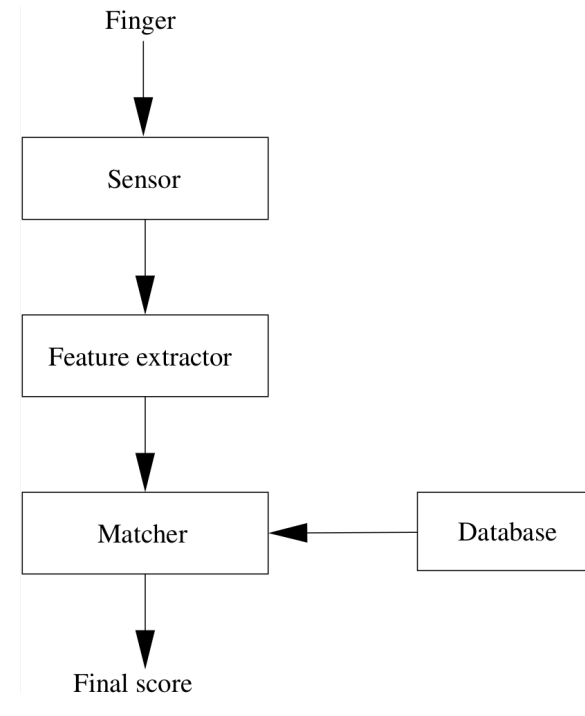 Finger
Sensor
Feature extractor
Matcher
Database
Final score